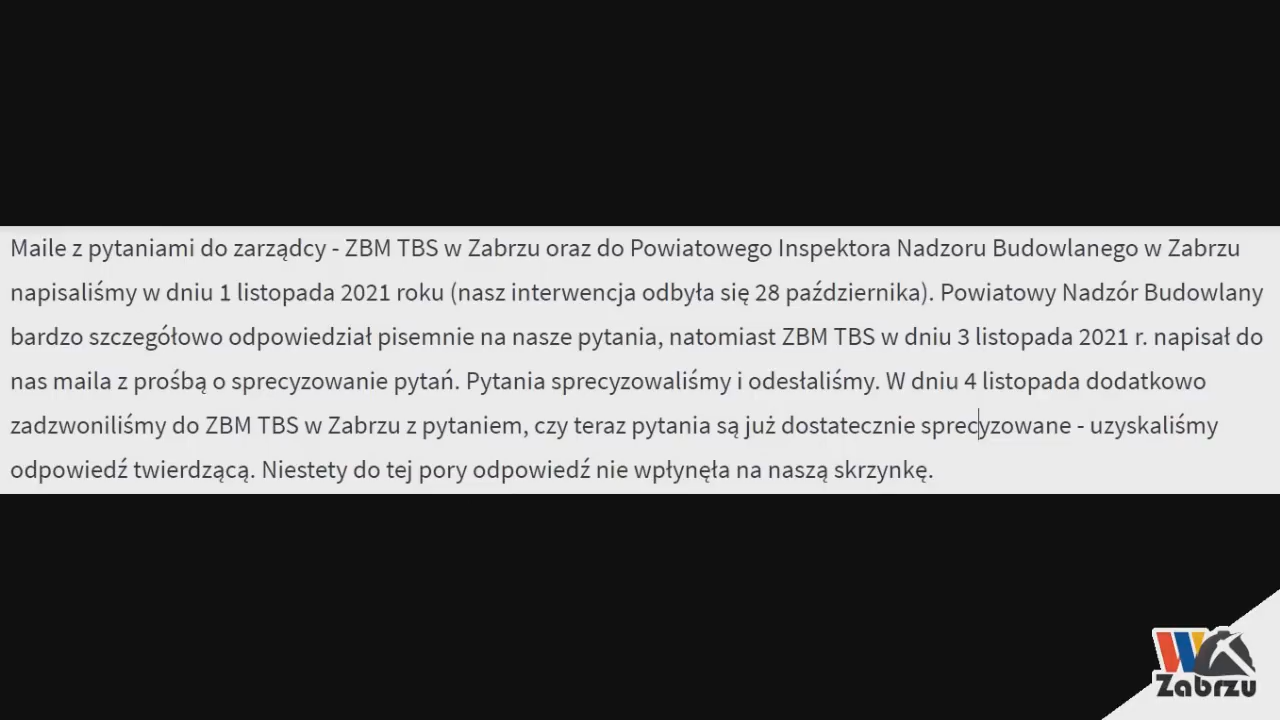 Maile z pytaniami do zarządcy - ZBM TBS w Zabrzu oraz do Powiatowego Inspektora Nadzoru Budowlanego w Zabrzu
napisaliśmy w dniu 1 listopada 2021 roku (nasz interwencja odbyła się 28 października). Powiatowy Nadzór Budowlany
bardzo szczegółowo odpowiedział pisemnie na nasze pytania, natomiast ZBM TBS w dniu 3 listopada 2021 r. napisał do
nas maila z prośbą o sprecyzowanie pytań. Pytania sprecyzowaliśmy i odesłaliśmy. W dniu 4 listopada dodatkowo
zadzwoniliśmy do ZBM TBS w Zabrzu z pytaniem, czy teraz pytania są już dostatecznie sprecyzowane - uzyskaliśmy
odpowiedź twierdzącą. Niestety do tej pory odpowiedź nie wpłynęła na naszą skrzynkę.
W
Zabrzu